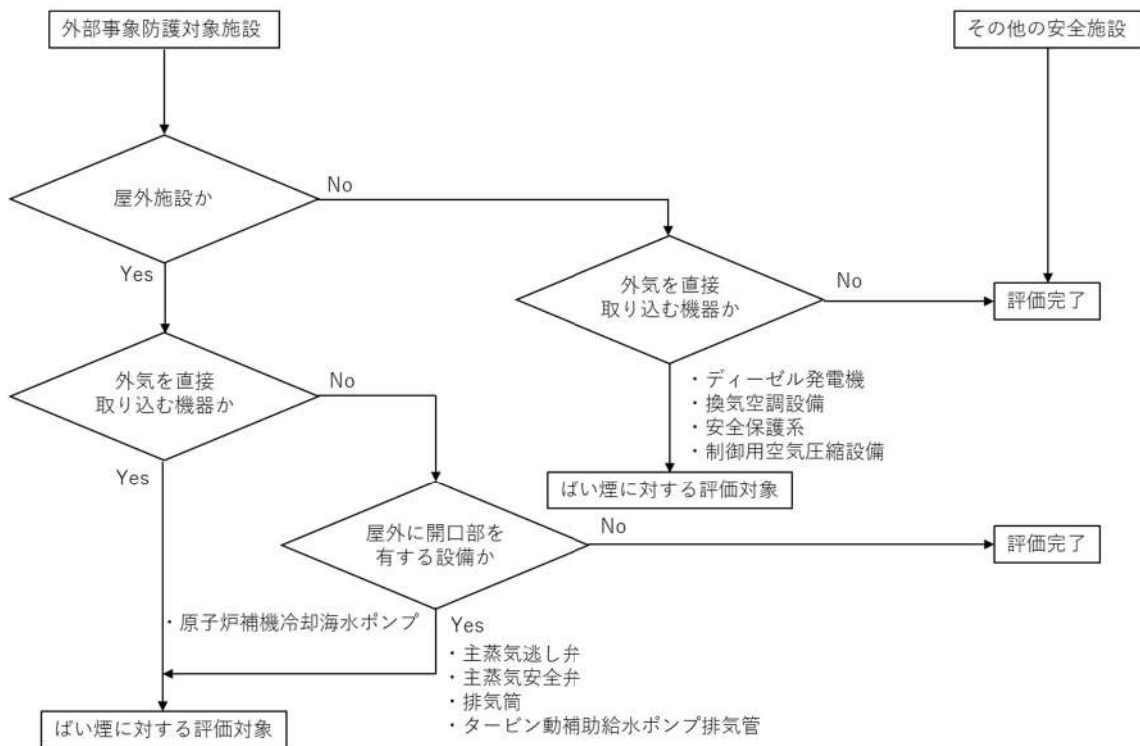 外部事象防護対象施設
その他の安全施設
屋外施設か
No
Yes
外気を直接
取り込む機器か
No
評価完了
外気を直接
取り込む機器か
No
Yes
・ディーゼル発電機
・換気空調設備
・安全保護系
・制御用空気圧縮設備
ばい煙に対する評価対象
屋外に開口部を
有する設備か
No
評価完了
・原子炉補機冷却海水ポンプ
Yes
・主蒸気逃し弁
・主蒸気安全弁
・排気筒
・タービン動補助給水ポンプ排気管
ばい煙に対する評価対象